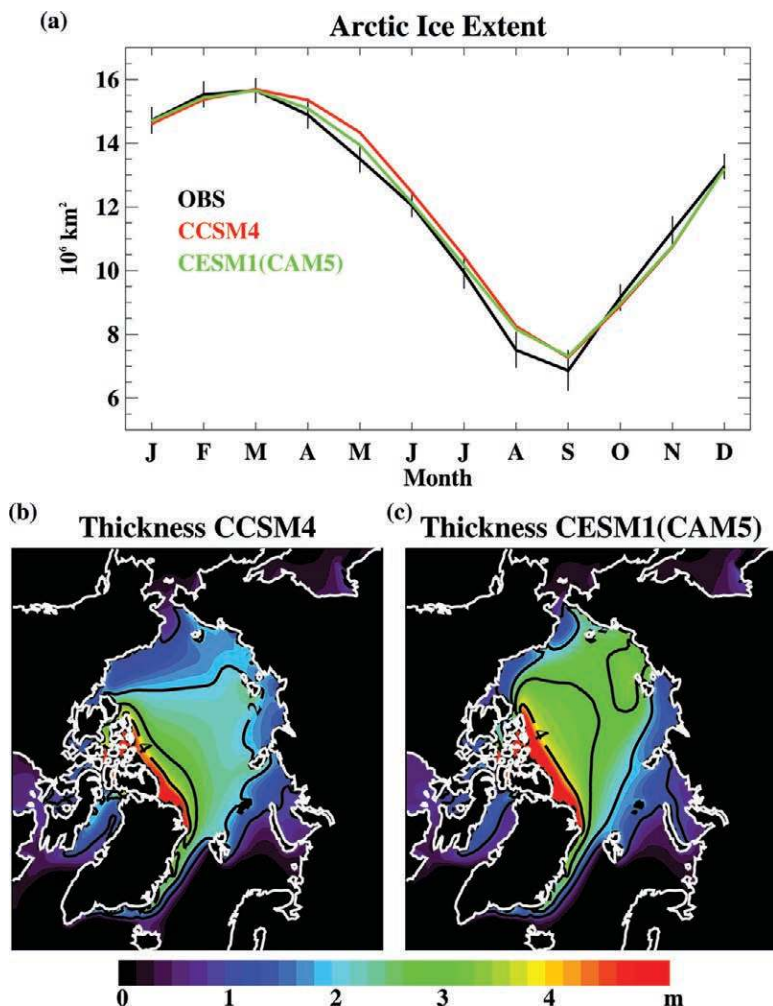 (a)
Arctic Ice Extent
16
14
12
10
8
6
10⁶ km²
OBS
CCSM4
CESM1(CAM5)
J F M A M J J A S O N D
Month
(b) Thickness CCSM4
(c) Thickness CESM1(CAM5)
0 1 2 3 4 m